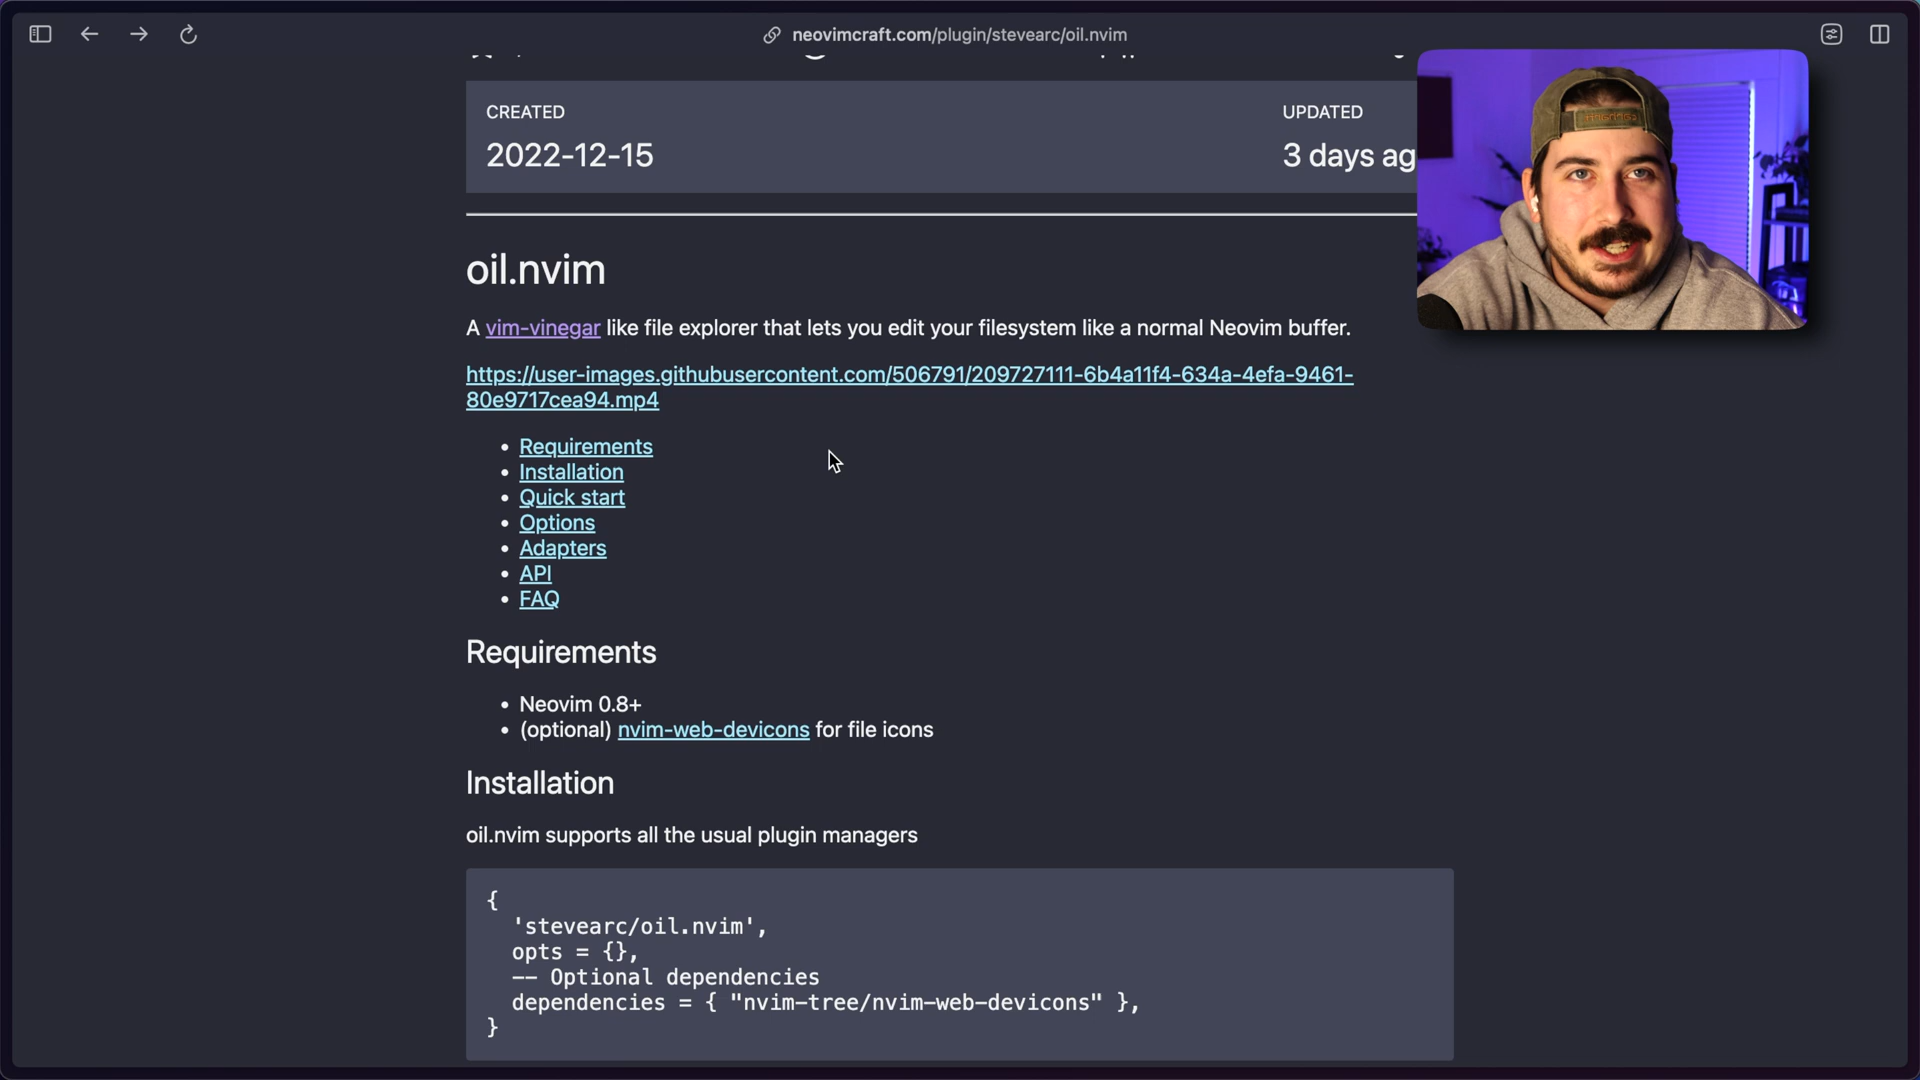 neovimcraft.com/plugin/stevearc/oil.nvim
CREATED
UPDATED
2022-12-15
3 days ag
oil.nvim
A vim-vinegar like file explorer that lets you edit your filesystem like a normal Neovim buffer.
https://user-images.githubusercontent.com/506791/209727111-6b4a11f4-634a-4efa-9461-
80e9717cea94.mp4
• Requirements
• Installation
• Quick start
• Options
• Adapters
• API
• FAQ
Requirements
• Neovim 0.8+
• (optional) nvim-web-devicons for file icons
Installation
oil.nvim supports all the usual plugin managers
{
'stevearc/oil.nvim',
opts = {},
-- Optional dependencies
dependencies = { "nvim-tree/nvim-web-devicons" },
}